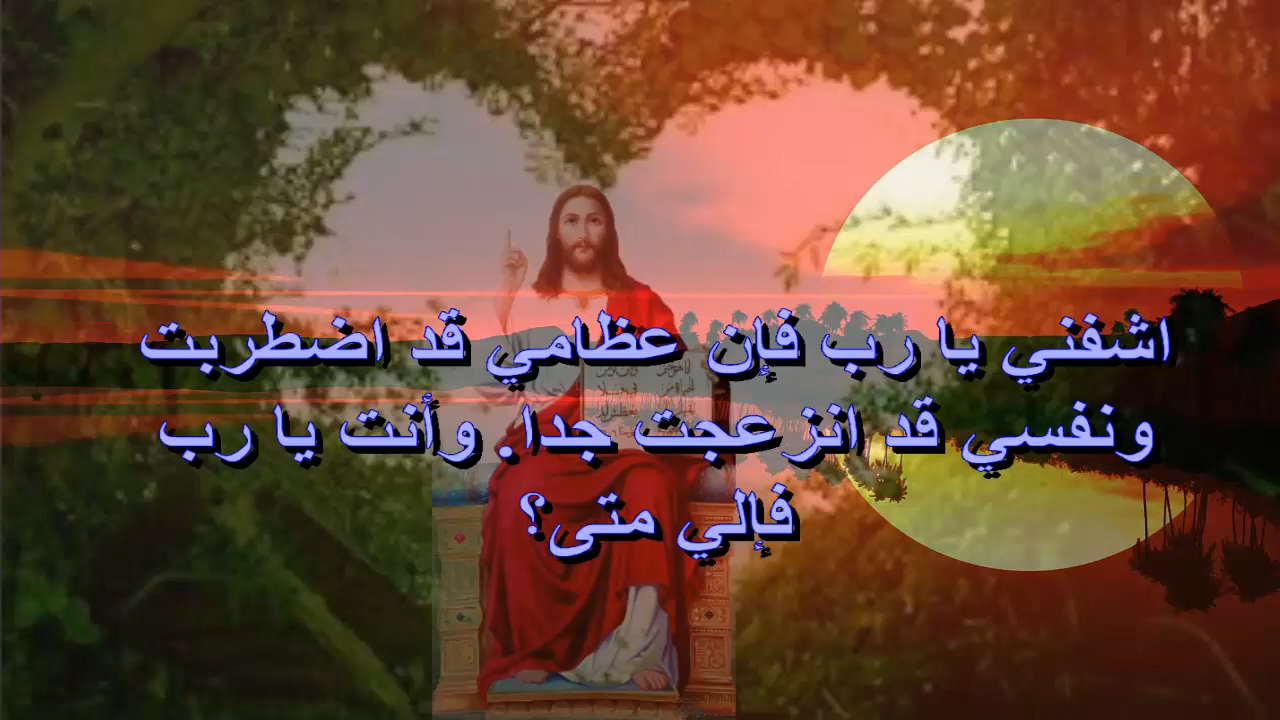 اشفني يا رب فإن عظامي قد اضطربت
ونفسي قد انزعجت جدا. وأنت يا رب
فإلي متى؟